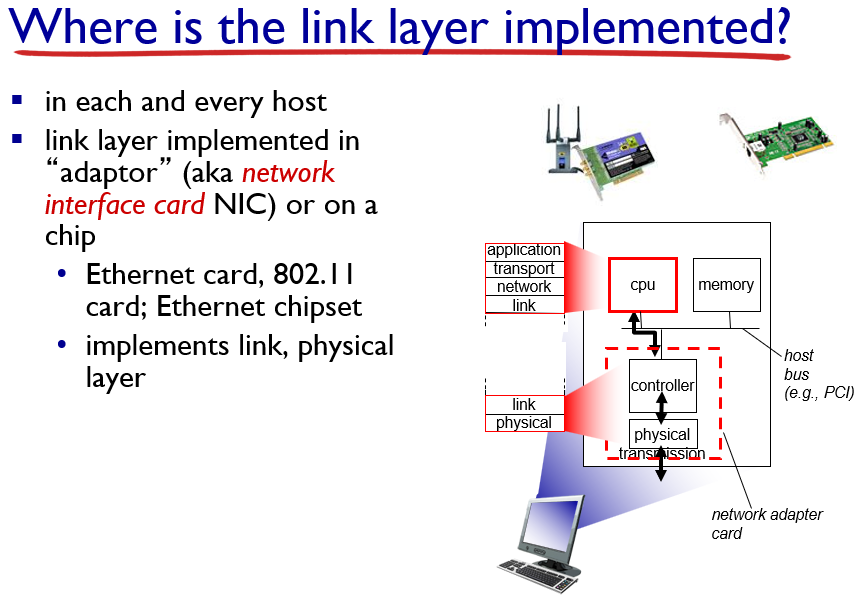 Where is the link layer implemented?
▪ in each and every host
▪ link layer implemented in
“adaptor” (aka network
interface card NIC) or on a
chip
• Ethernet card, 802.11
card; Ethernet chipset
• implements link, physical
layer
application
transport
network
link
cpu
memory
host
bus
(e.g., PCI)
controller
link
physical
physical
transmission
network adapter
card